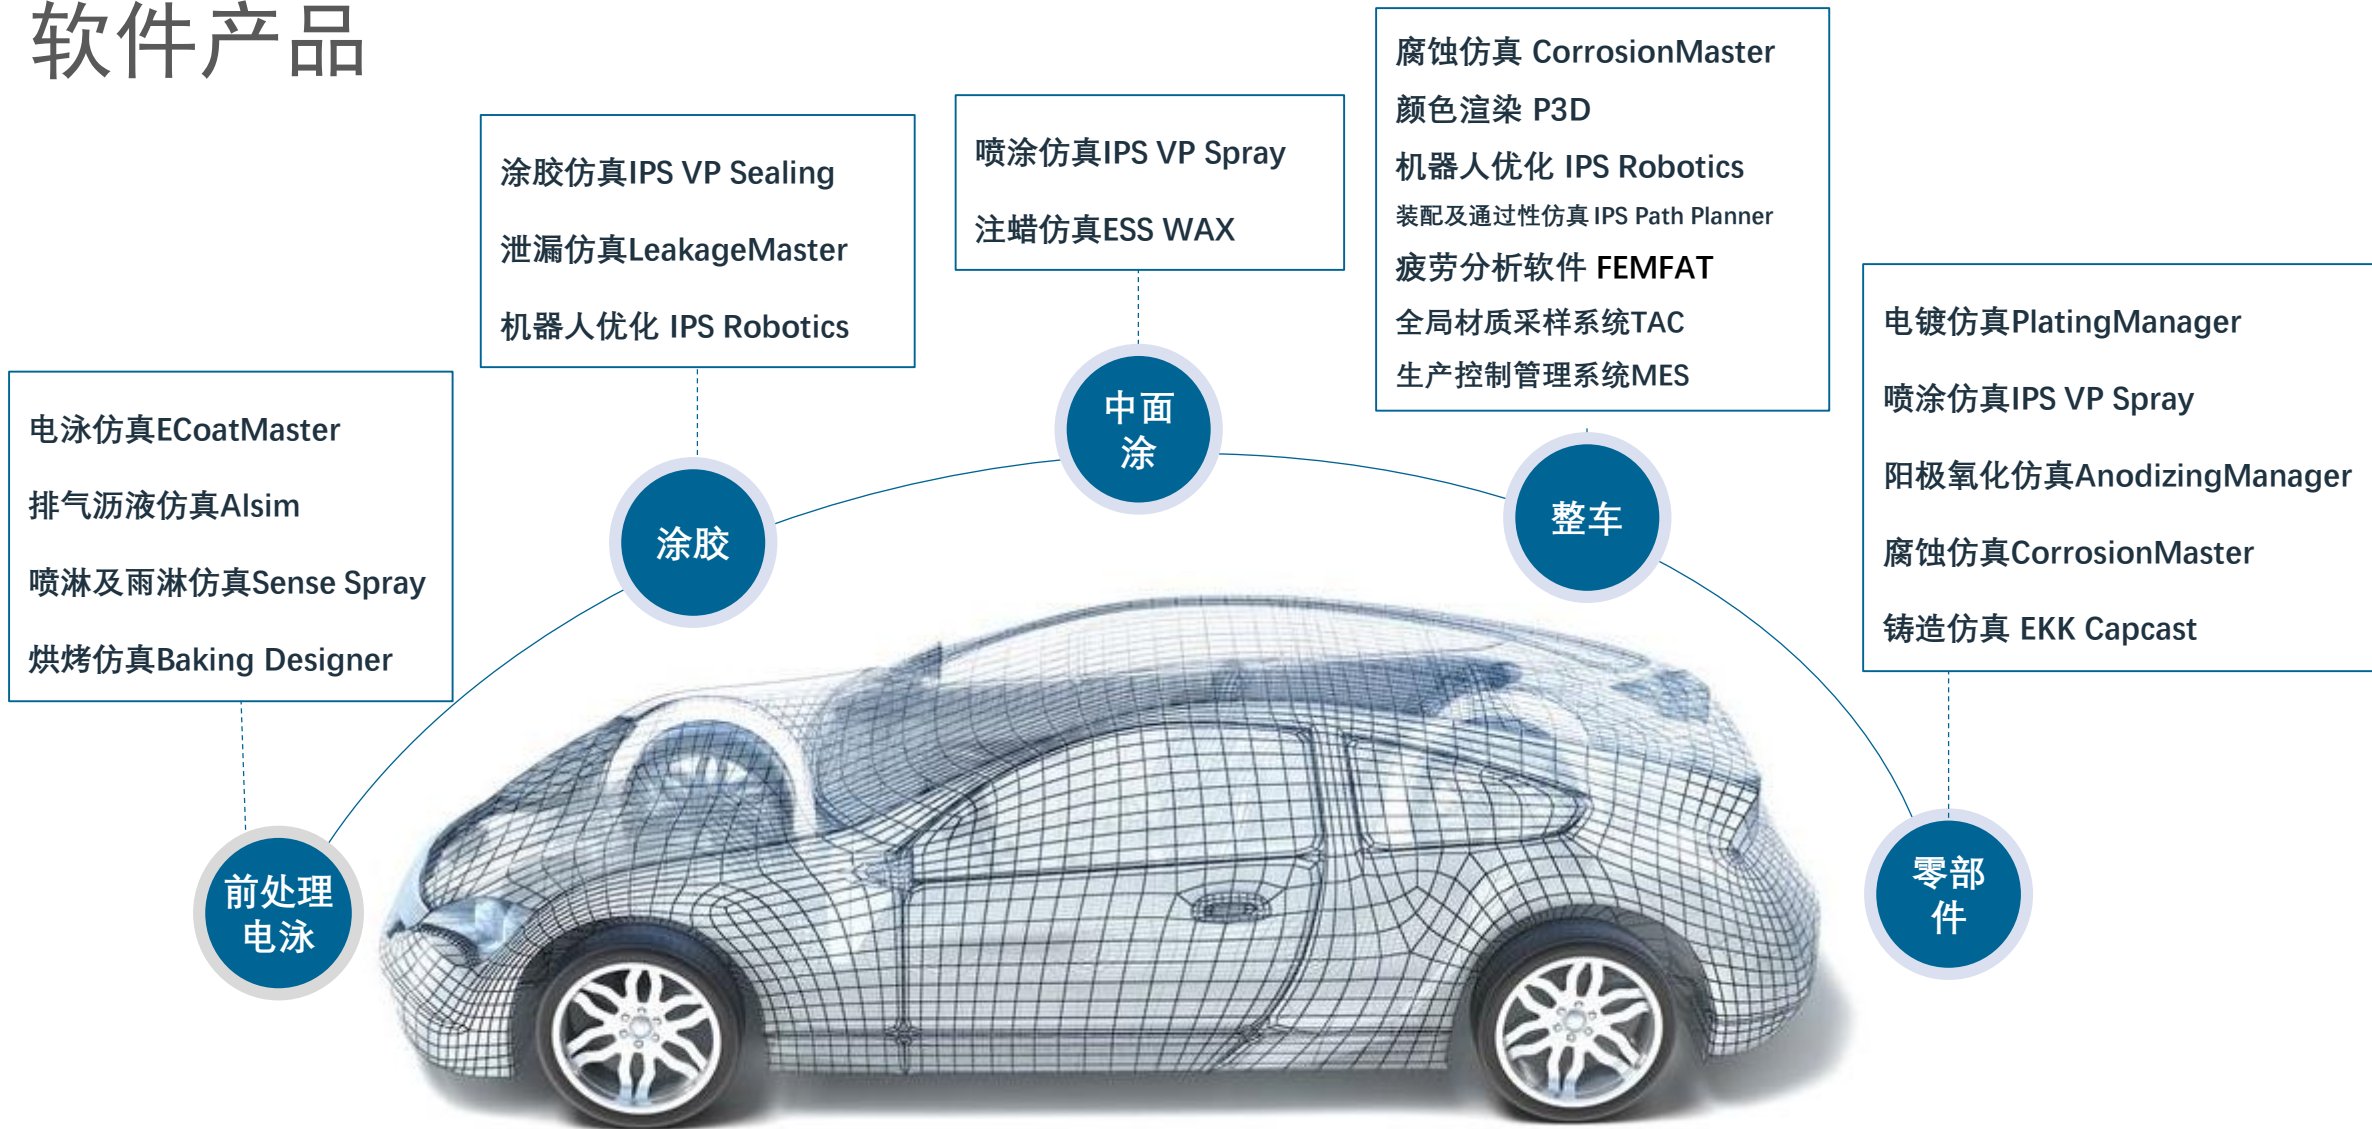 软件产品
电泳仿真ECoatMaster
排气沥液仿真Alsim
喷淋及雨淋仿真Sense Spray
烘烤仿真Baking Designer
前处理
电泳
涂胶仿真IPS VP Sealing
泄漏仿真LeakageMaster
机器人优化 IPS Robotics
涂胶
喷涂仿真IPS VP Spray
注蜡仿真ESS WAX
中面
涂
腐蚀仿真 CorrosionMaster
颜色渲染 P3D
机器人优化 IPS Robotics
装配及通过性仿真 IPS Path Planner
疲劳分析软件 FEMFAT
全局材质采样系统TAC
生产控制管理系统MES
整车
电镀仿真PlatingManager
喷涂仿真IPS VP Spray
阳极氧化仿真AnodizingManager
腐蚀仿真CorrosionMaster
铸造仿真 EKK Capcast
零部
件